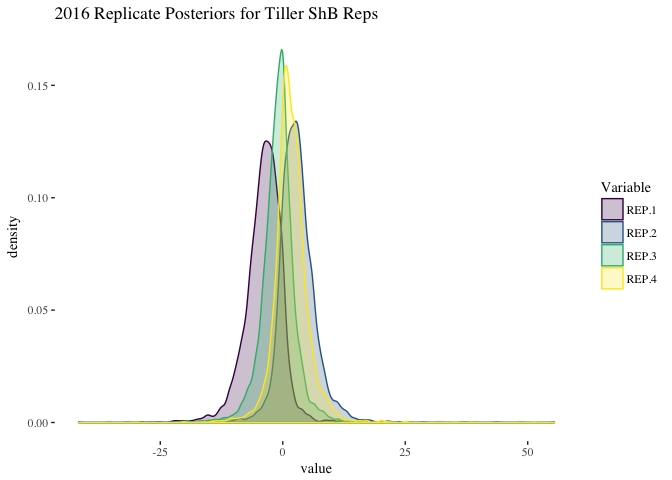 2016 Replicate Posteriors for Tiller ShB Reps
0.15
0.10
0.05
0.00
density
-25
0
25
50
value
Variable
REP.1
REP.2
REP.3
REP.4